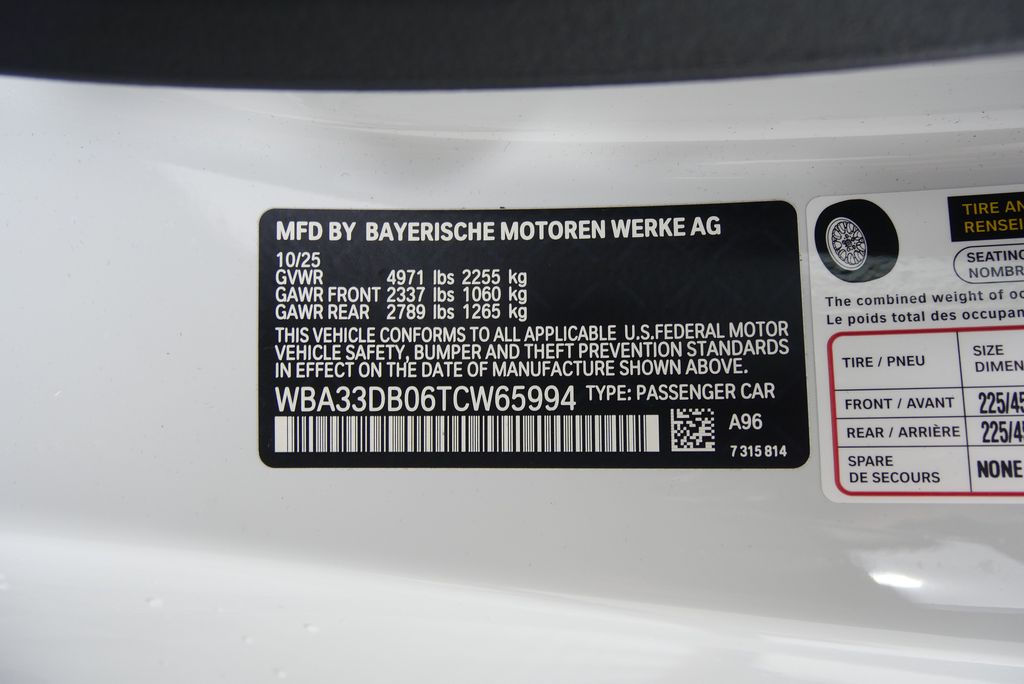 MFD BY BAYERISCHE MOTOREN WERKE AG
10/25
GVWR 4971 lbs 2255 kg
GAWR FRONT 2337 lbs 1060 kg
GAWR REAR 2789 lbs 1265 kg
THIS VEHICLE CONFORMS TO ALL APPLICABLE U.S.FEDERAL MOTOR
VEHICLE SAFETY, BUMPER AND THEFT PREVENTION STANDARDS
IN EFFECT ON THE DATE OF MANUFACTURE SHOWN ABOVE.
WBA33DB06TCW65994 TYPE: PASSENGER CAR
A96
7 315 814
TIRE AN
RENSEI
SEATING
NOMBR
The combined weight of oc
Le poids total des occupan
TIRE / PNEU
SIZE
DIMEN
FRONT / AVANT 225/45
REAR / ARRIÈRE 225/45
SPARE
DE SECOURS
NONE